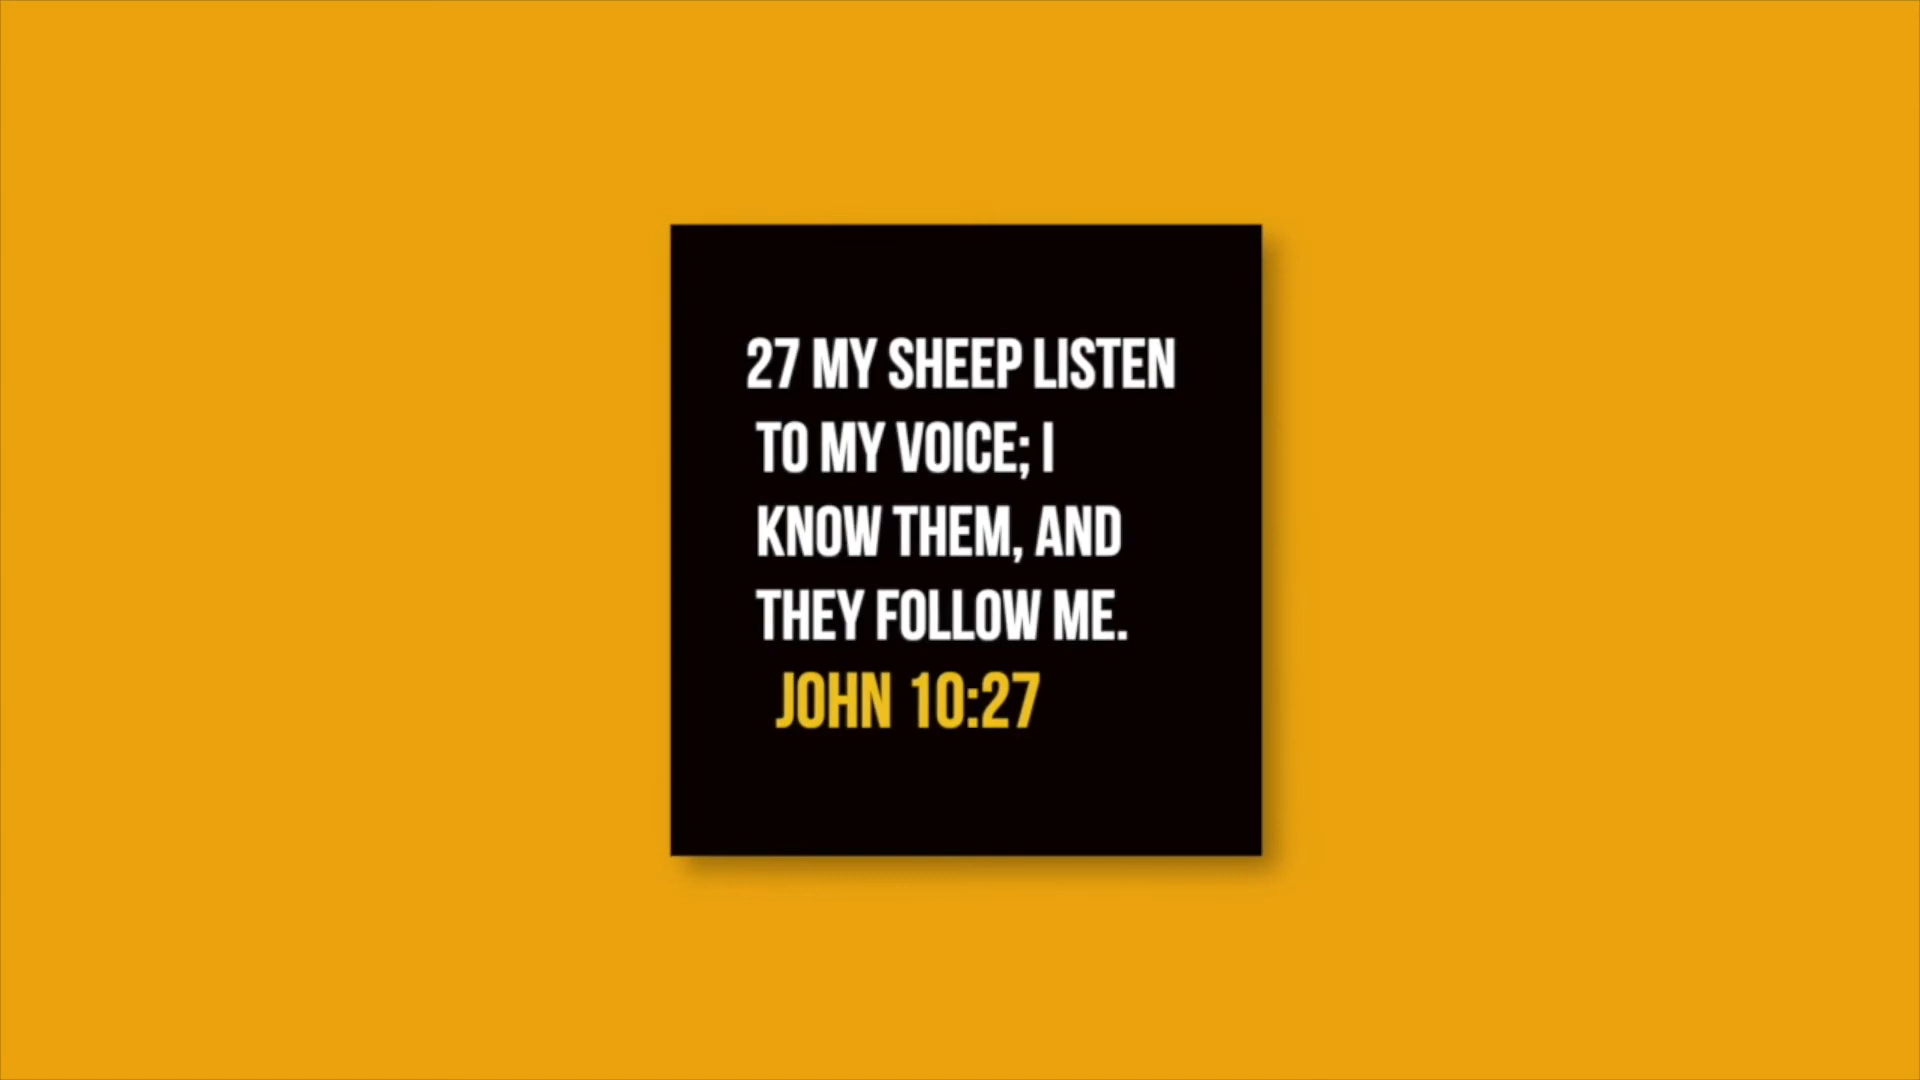 27 MY SHEEP LISTEN
TO MY VOICE; I
KNOW THEM, AND
THEY FOLLOW ME.
JOHN 10:27